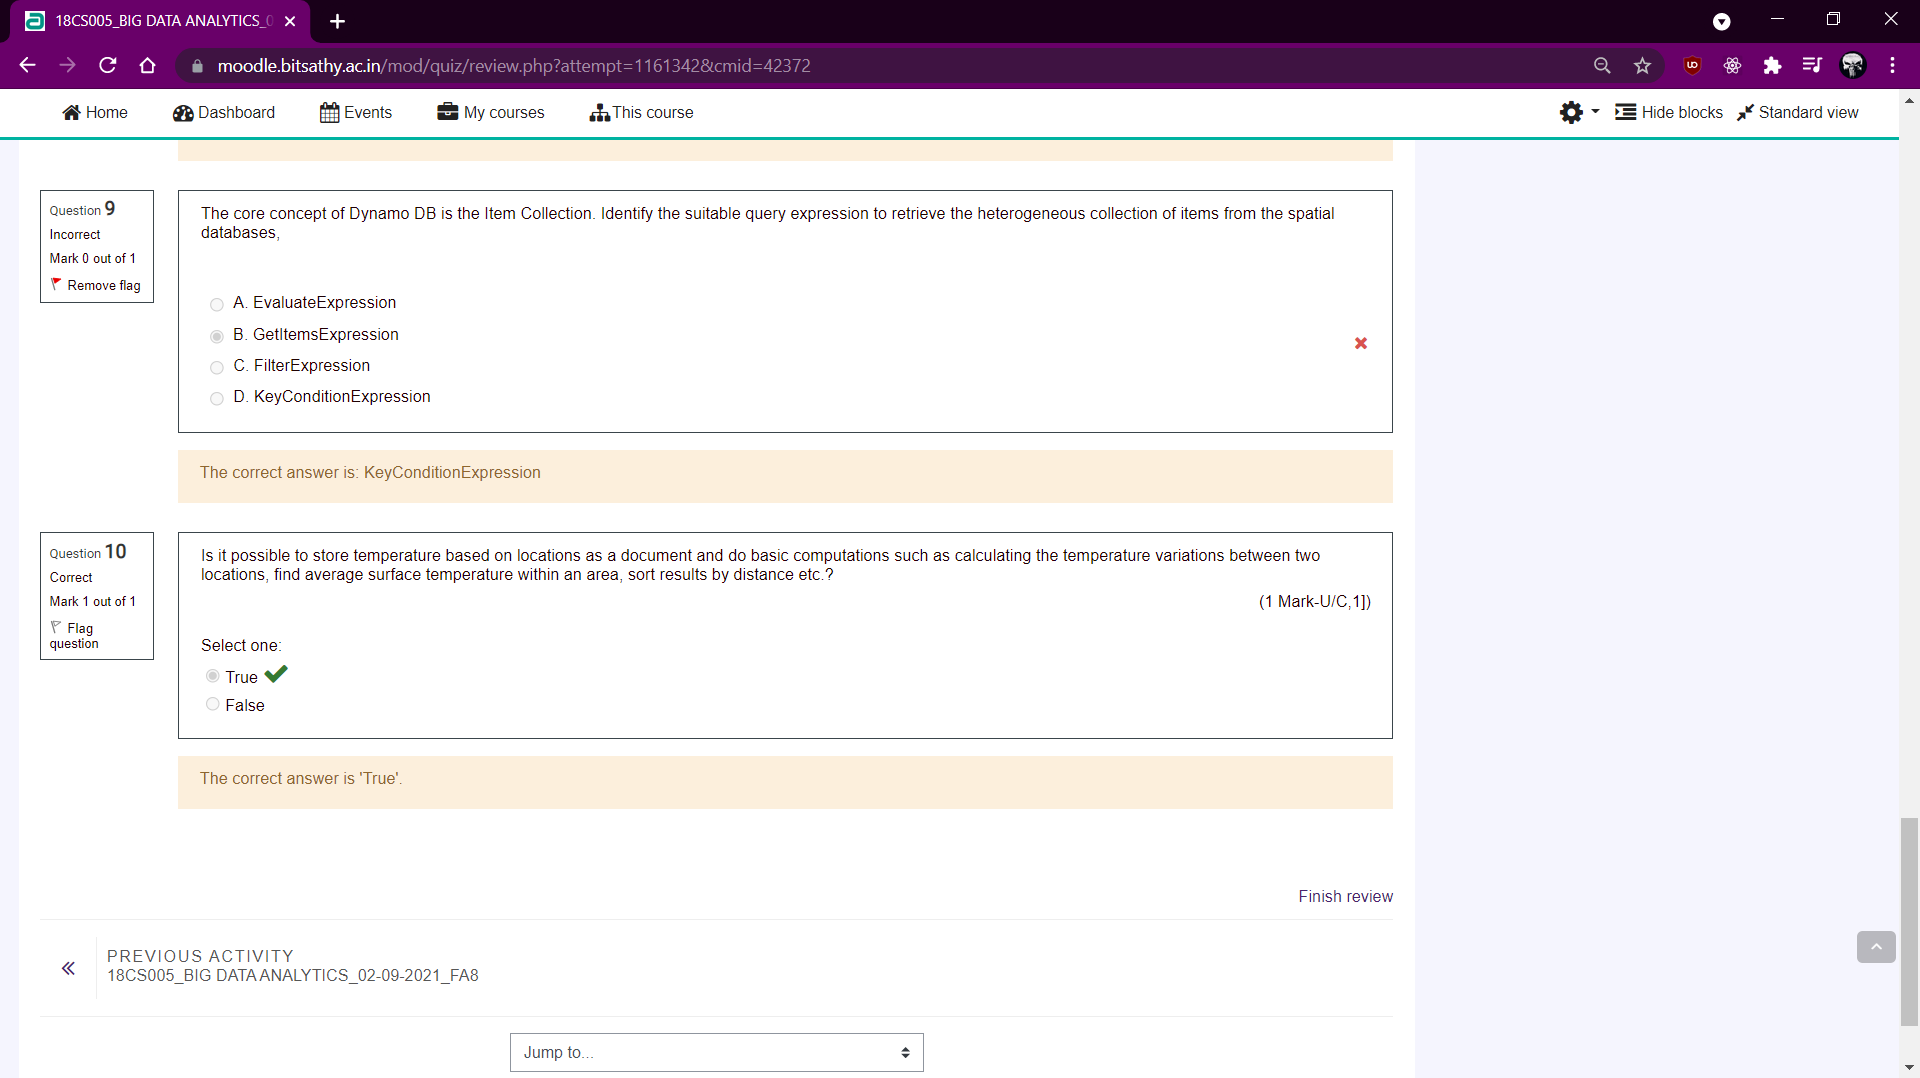 18CS005_BIG DATA ANALYTICS_0
moodle.bitsathy.ac.in/mod/quiz/review.php?attempt=1161342&cmid=42372
Home Dashboard Events My courses This course Hide blocks Standard view
Question 9
Incorrect
Mark 0 out of 1
Remove flag
The core concept of Dynamo DB is the Item Collection. Identify the suitable query expression to retrieve the heterogeneous collection of items from the spatial
databases,
A. EvaluateExpression
B. GetItemsExpression
C. FilterExpression
D. KeyConditionExpression
The correct answer is: KeyConditionExpression
Question 10
Correct
Mark 1 out of 1
Flag
question
Is it possible to store temperature based on locations as a document and do basic computations such as calculating the temperature variations between two
locations, find average surface temperature within an area, sort results by distance etc.?
(1 Mark-U/C,1])
Select one:
True
False
The correct answer is 'True'.
Finish review
PREVIOUS ACTIVITY
18CS005_BIG DATA ANALYTICS_02-09-2021_FA8
Jump to...